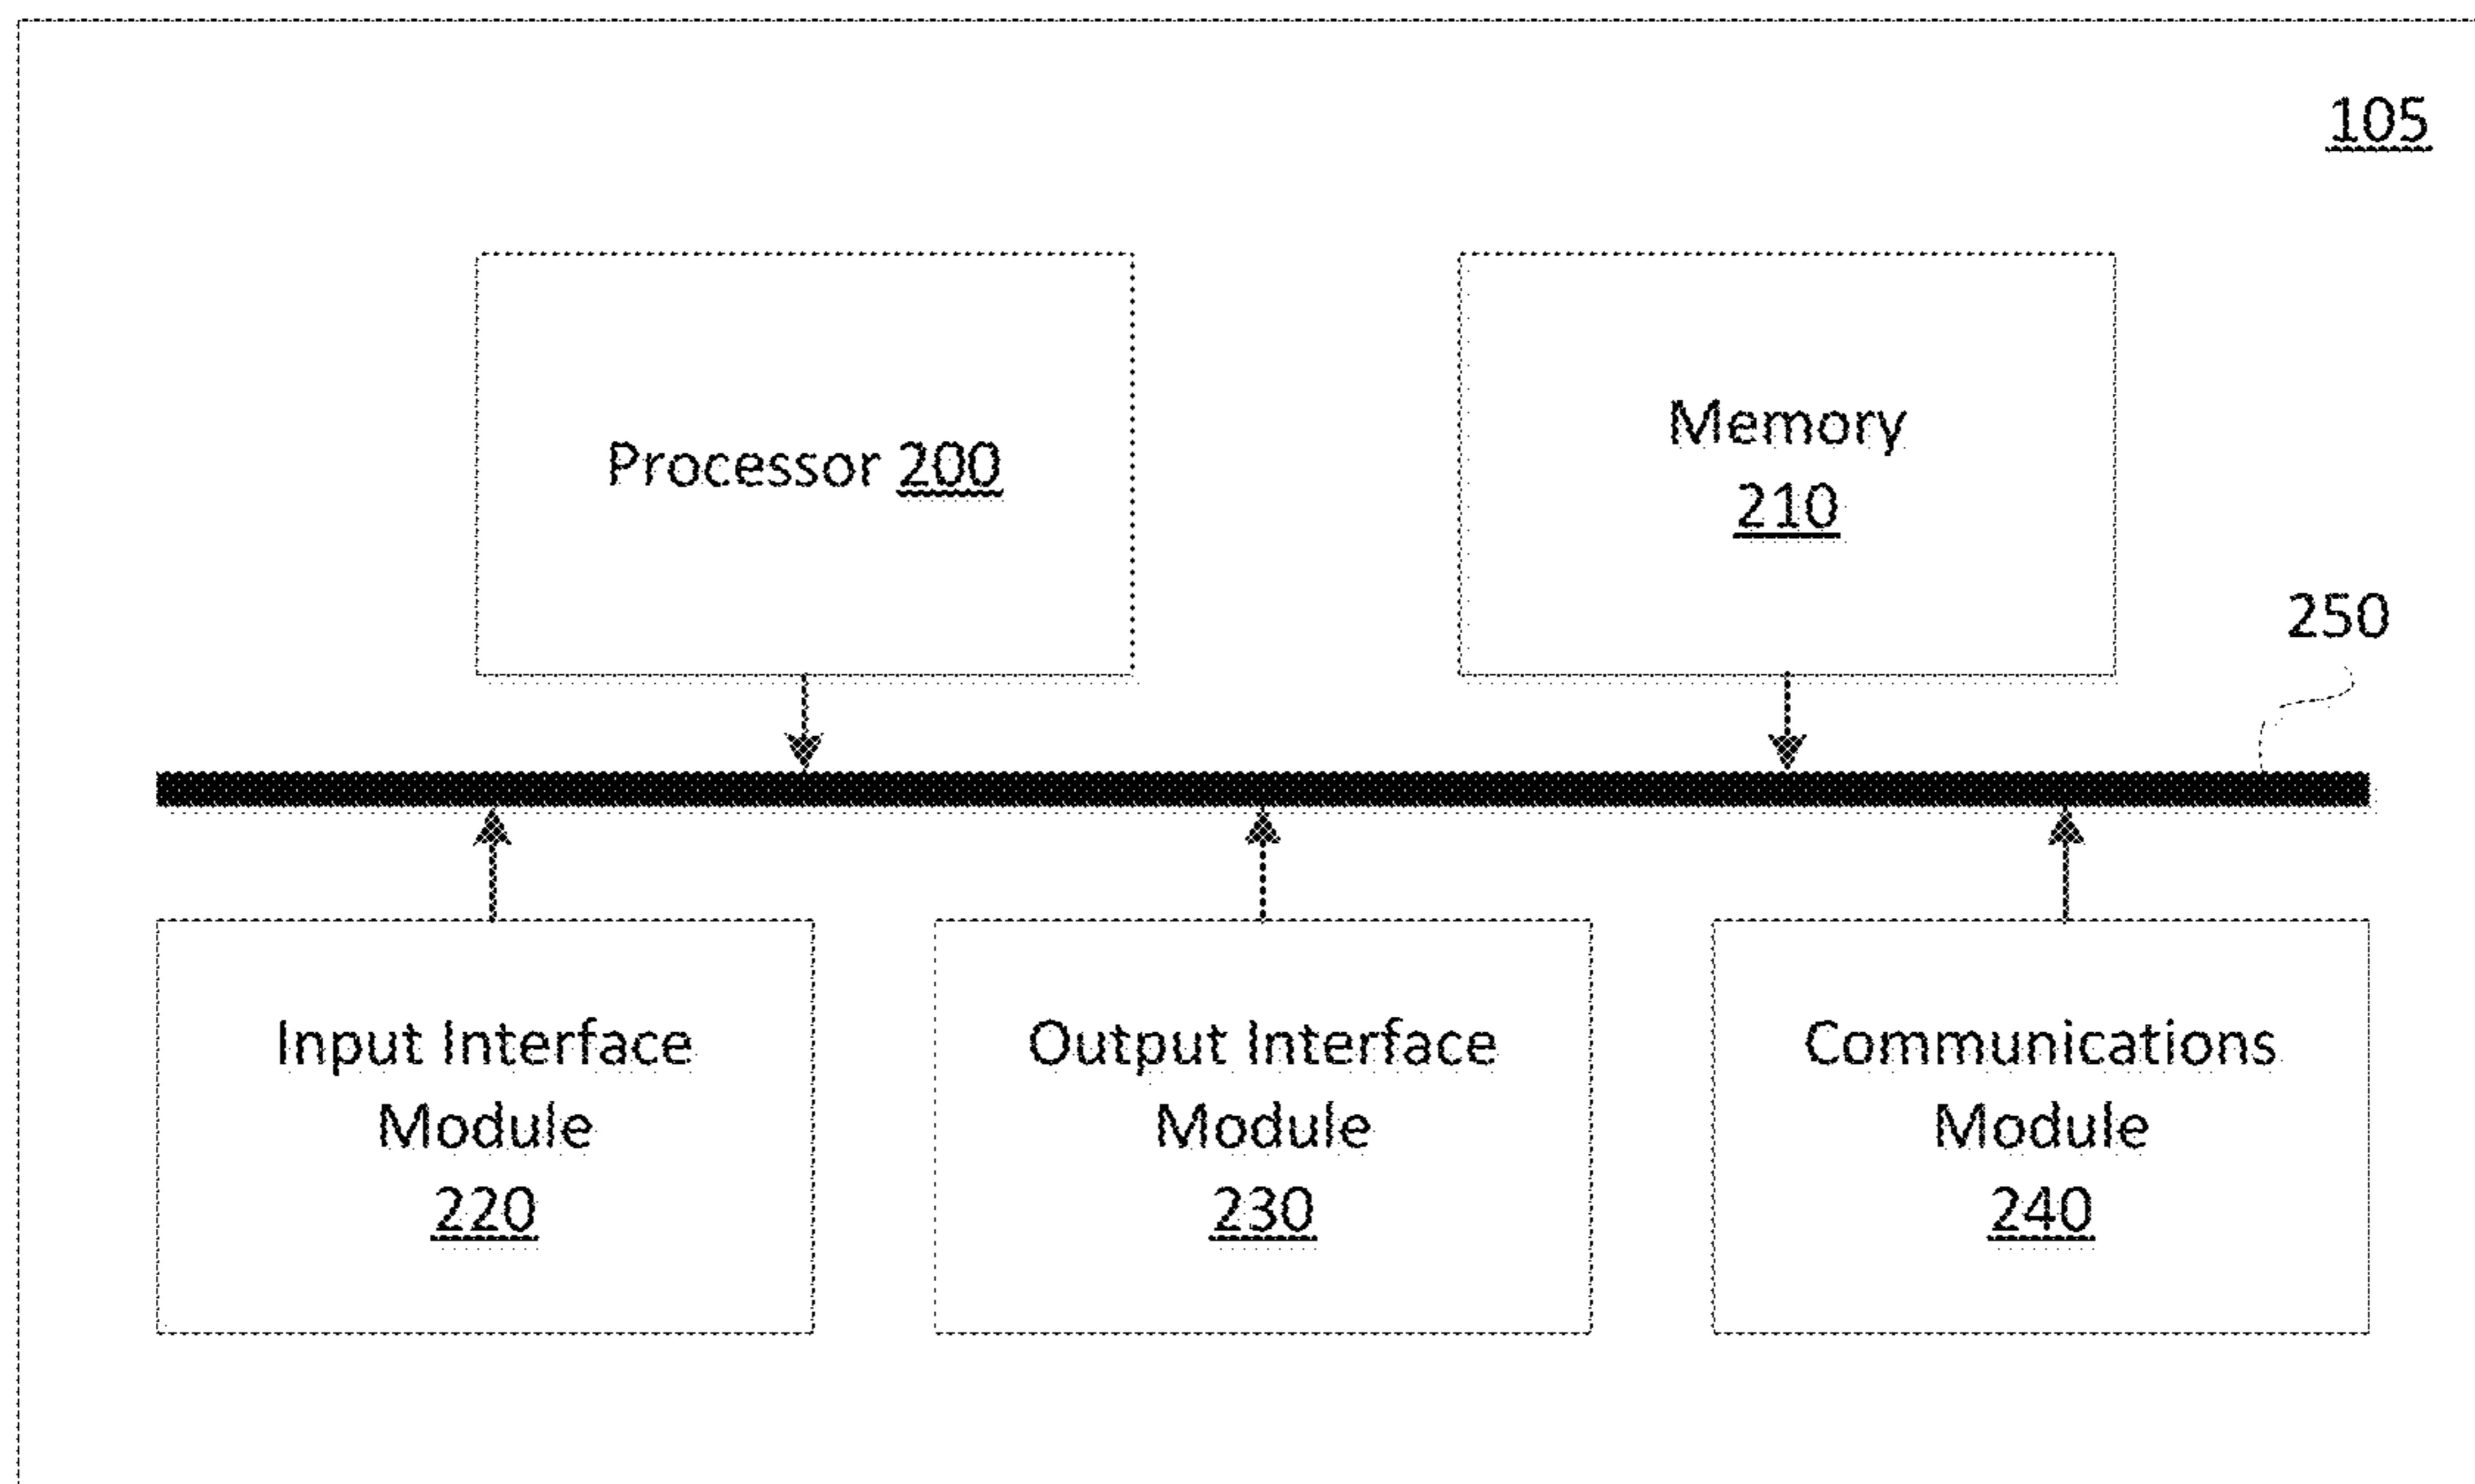 105
Processor 200
Memory
210
250
Input Interface
Module
220
Output Interface
Module
230
Communications
Module
240